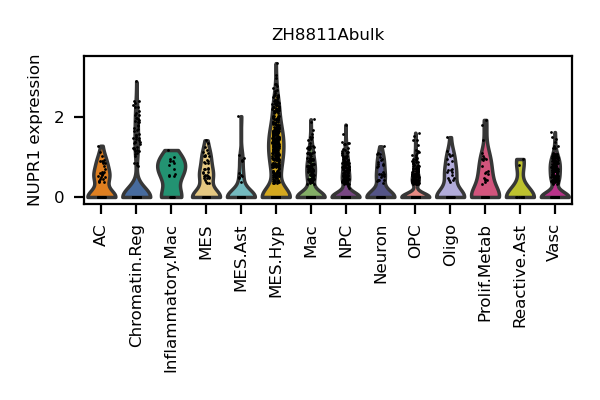 ZH8811Abulk
NUPR1 expression
2
0
AC
Chromatin.Reg
Inflammatory.Mac
MES
MES.Ast
MES.Hyp
Mac
NPC
Neuron
OPC
Oligo
Prolif.Metab
Reactive.Ast
Vasc